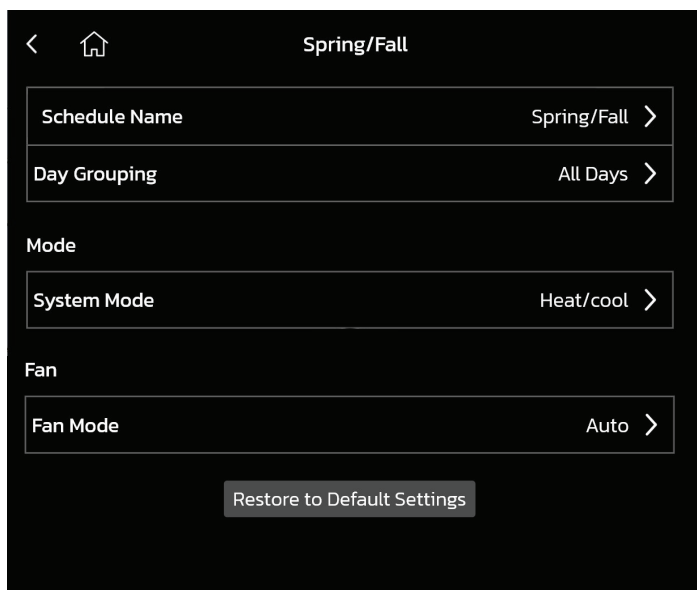 Spring/Fall
Schedule Name Spring/Fall
Day Grouping All Days
Mode
System Mode Heat/cool
Fan
Fan Mode Auto
Restore to Default Settings